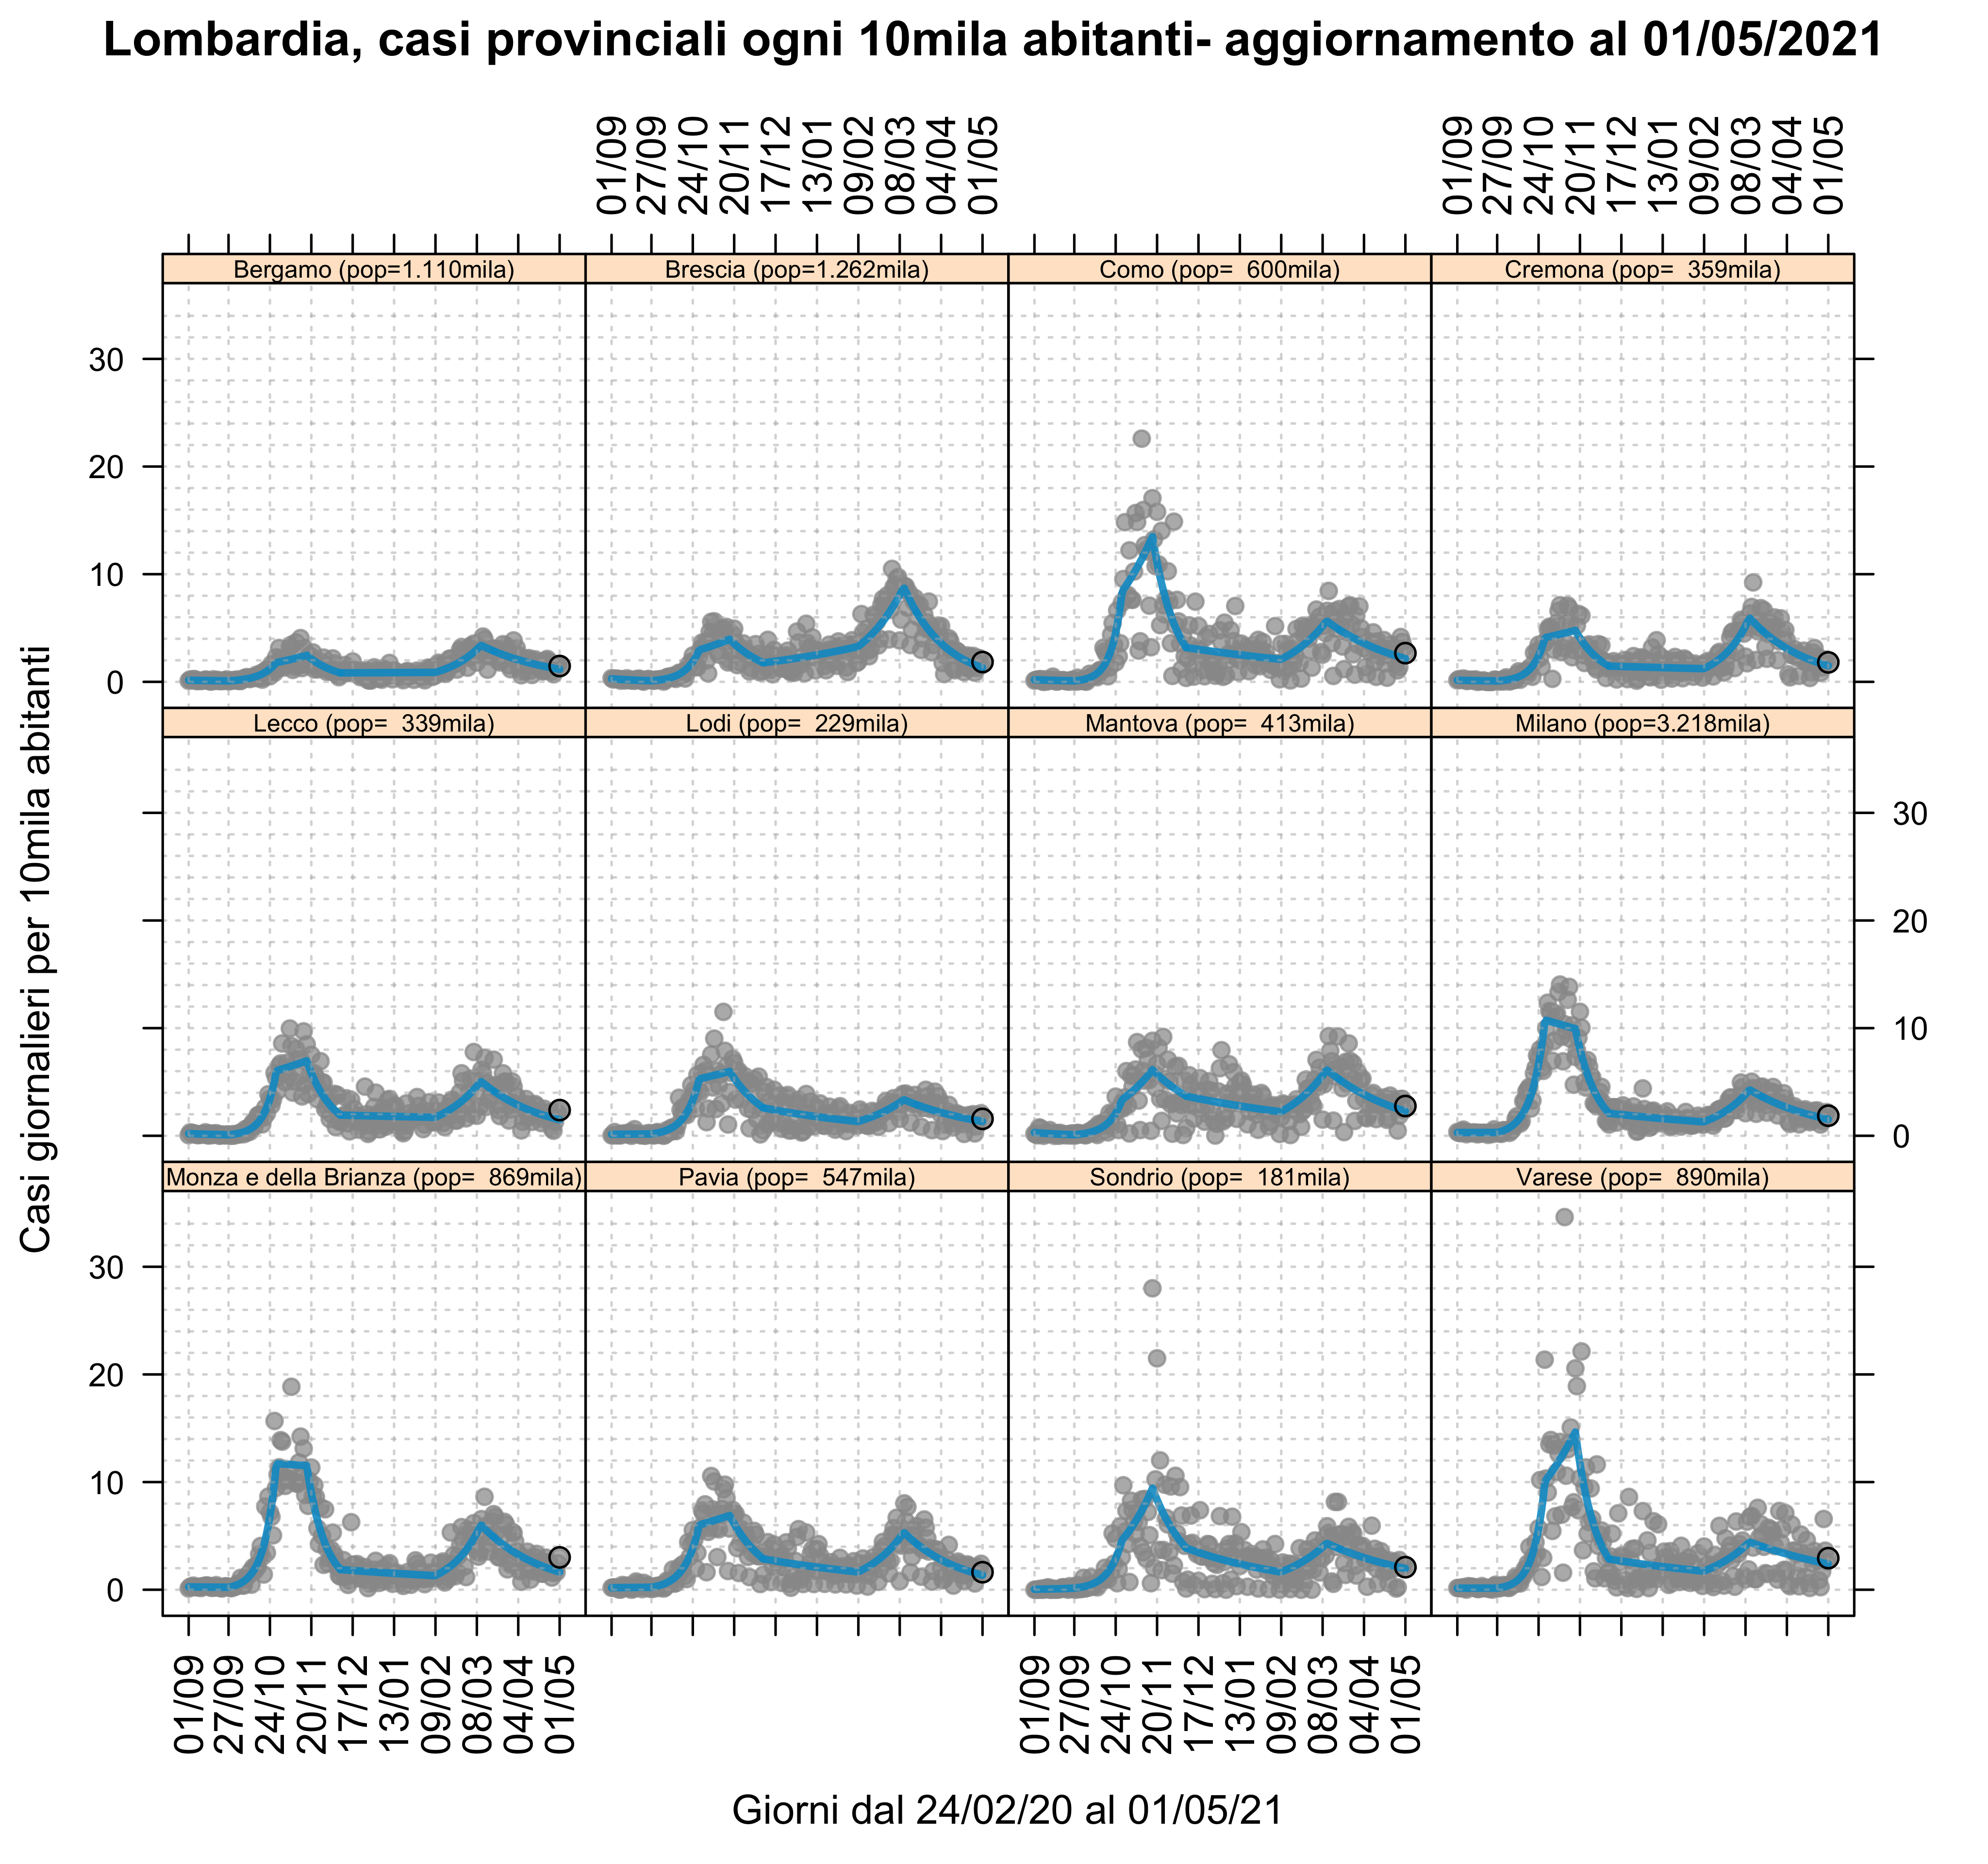 Lombardia, casi provinciali ogni 10mila abitanti- aggiornamento al 01/05/2021
01/09 27/09 24/10 20/11 17/12 13/01 09/02 08/03 04/04 01/05
01/09 27/09 24/10 20/11 17/12 13/01 09/02 08/03 04/04 01/05
Bergamo (pop=1.110mila)
Brescia (pop=1.262mila)
Como (pop= 600mila)
Cremona (pop= 359mila)
30
20
10
0
Lecco (pop= 339mila)
Lodi (pop= 229mila)
Mantova (pop= 413mila)
Milano (pop=3.218mila)
30
20
10
0
Monza e della Brianza (pop= 869mila)
Pavia (pop= 547mila)
Sondrio (pop= 181mila)
Varese (pop= 890mila)
30
20
10
0
01/09 27/09 24/10 20/11 17/12 13/01 09/02 08/03 04/04 01/05
01/09 27/09 24/10 20/11 17/12 13/01 09/02 08/03 04/04 01/05
Casi giornalieri per 10mila abitanti
Giorni dal 24/02/20 al 01/05/21